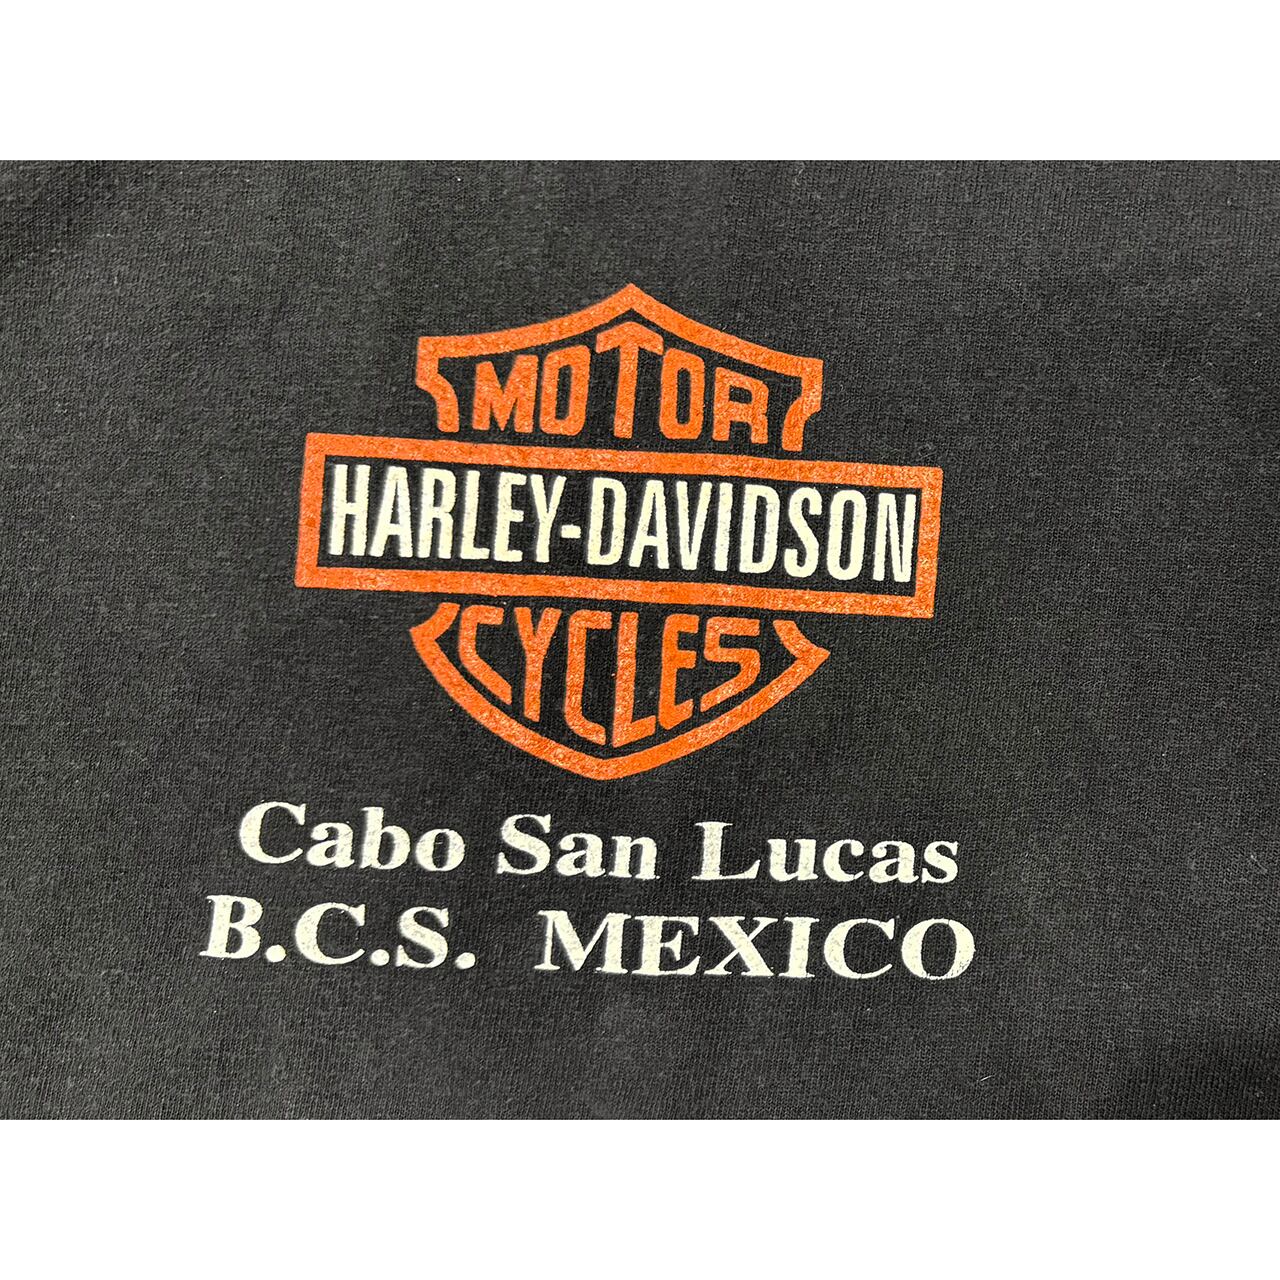 MOTOR
HARLEY-DAVIDSON
CYCLES
Cabo San Lucas
B.C.S. MEXICO